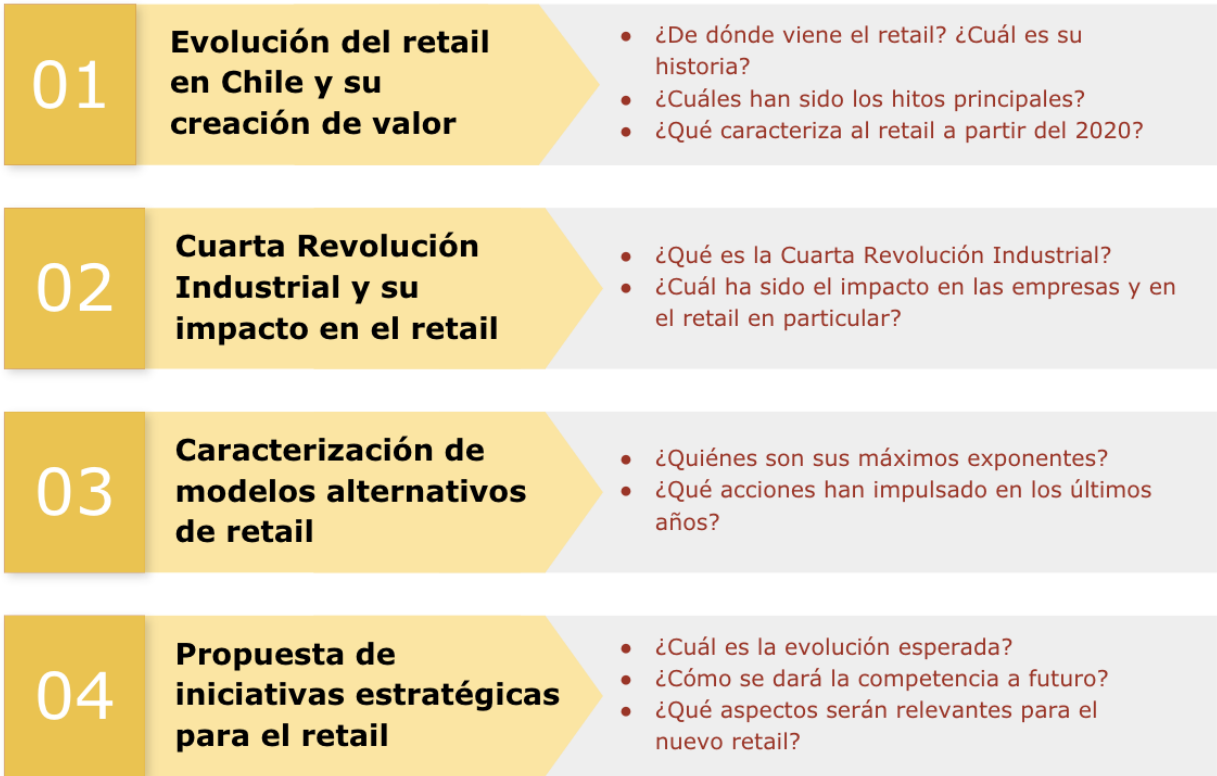 01
Evolución del retail
en Chile y su
creación de valor
● ¿De dónde viene el retail? ¿Cuál es su
historia?
● ¿Cuáles han sido los hitos principales?
● ¿Qué caracteriza al retail a partir del 2020?
02
Cuarta Revolución
Industrial y su
impacto en el retail
● ¿Qué es la Cuarta Revolución Industrial?
● ¿Cuál ha sido el impacto en las empresas y en
el retail en particular?
03
Caracterización de
modelos alternativos
de retail
● ¿Quiénes son sus máximos exponentes?
● ¿Qué acciones han impulsado en los últimos
años?
04
Propuesta de
iniciativas estratégicas
para el retail
● ¿Cuál es la evolución esperada?
● ¿Cómo se dará la competencia a futuro?
● ¿Qué aspectos serán relevantes para el
nuevo retail?